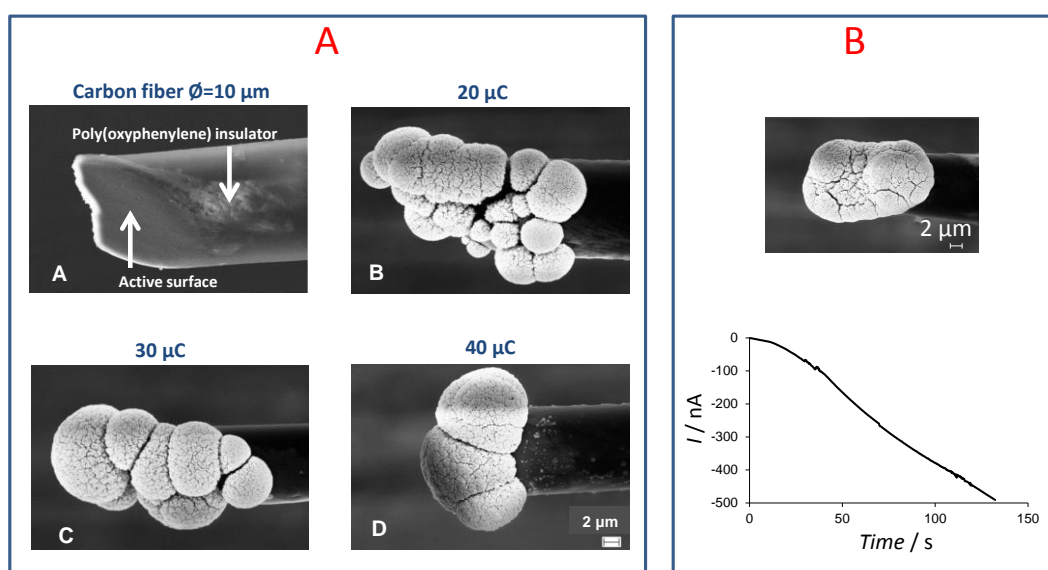 A
Carbon fiber Ø=10 µm
Poly(oxyphenylene) insulator
A
Active surface
20 µC
B
30 µC
C
40 µC
D
2 µm
B
2 µm
0
-100
-200
-300
-400
-500
I / nA
0
50
100
150
Time / s